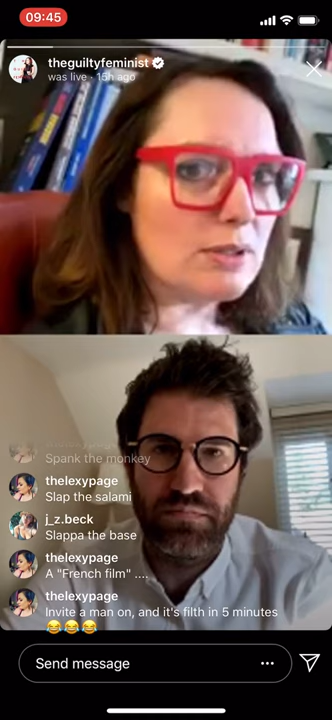 09:45
theguiltyfeminist
was live · 15h ago
Spank the monkey
thelexypage
Slap the salami
j_z.beck
Slappa the base
thelexypage
A "French film" ....
thelexypage
Invite a man on, and it's filth in 5 minutes
😂😂😂
Send message